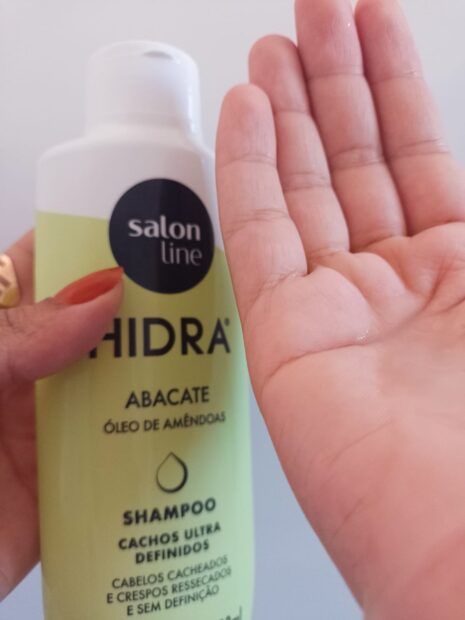 salon
line
HIDRA
ABACATE
ÓLEO DE AMÊNDOAS
SHAMPOO
CACHOS ULTRA
DEFINIDOS
CABELOS CACHEADOS
E CRESPOS RESSECADOS
E SEM DEFINIÇÃO